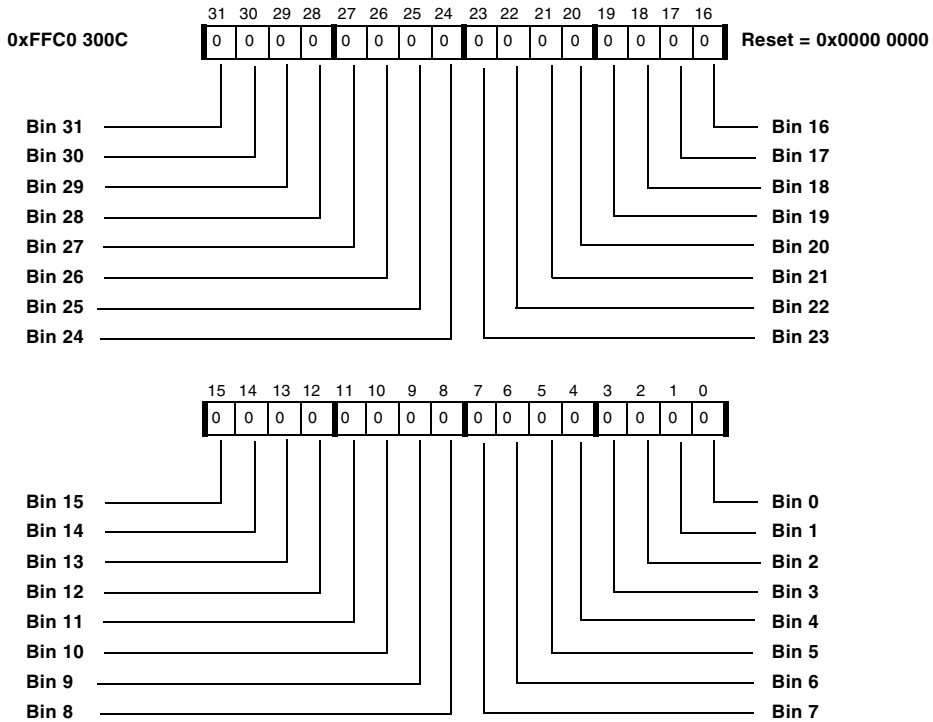 31 30 29 28 27 26 25 24 23 22 21 20 19 18 17 16
0xFFC0 300C 0 0 0 0 0 0 0 0 0 0 0 0 0 0 0 0 Reset = 0x0000 0000
Bin 31 Bin 16
Bin 30 Bin 17
Bin 29 Bin 18
Bin 28 Bin 19
Bin 27 Bin 20
Bin 26 Bin 21
Bin 25 Bin 22
Bin 24 Bin 23
15 14 13 12 11 10 9 8 7 6 5 4 3 2 1 0
0 0 0 0 0 0 0 0 0 0 0 0 0 0 0 0
Bin 15 Bin 0
Bin 14 Bin 1
Bin 13 Bin 2
Bin 12 Bin 3
Bin 11 Bin 4
Bin 10 Bin 5
Bin 9 Bin 6
Bin 8 Bin 7